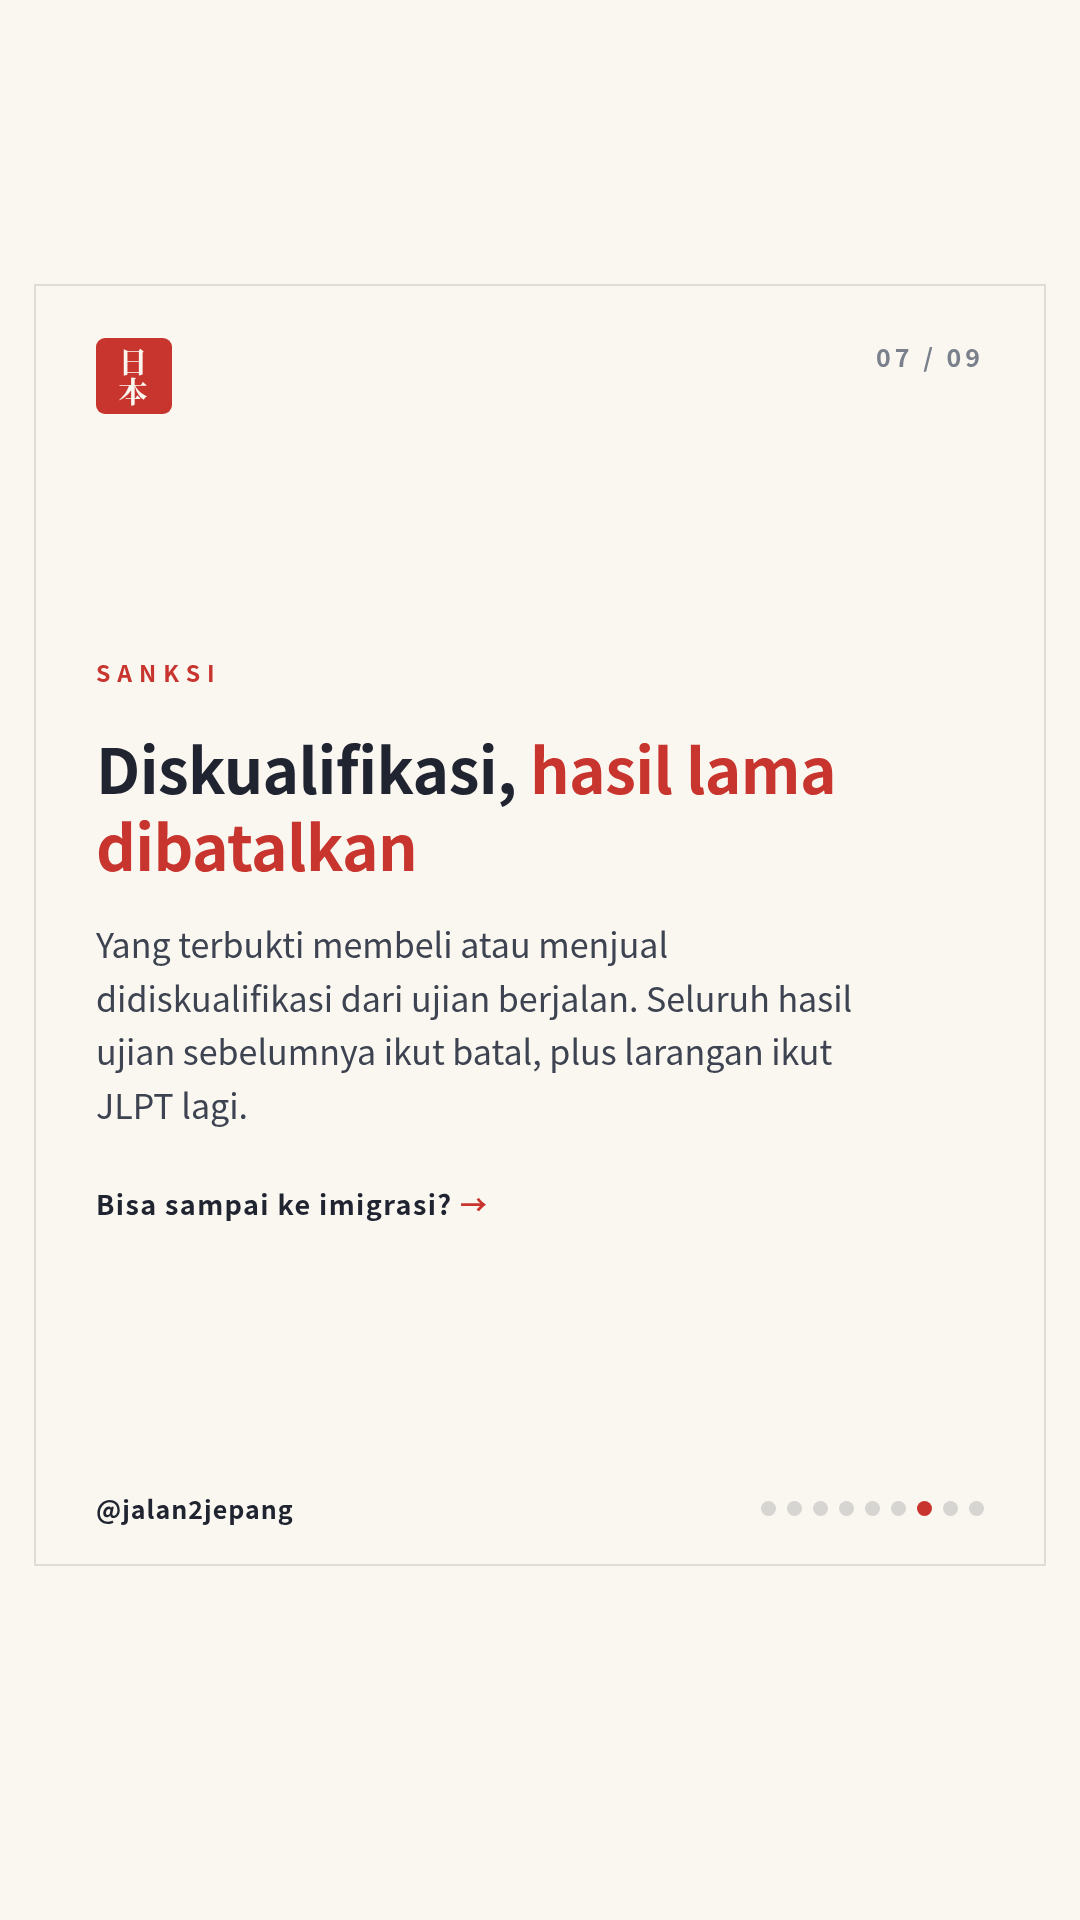 日本
07 / 09
SANKSI
Diskualifikasi, hasil lama
dibatalkan
Yang terbukti membeli atau menjual
didiskualifikasi dari ujian berjalan. Seluruh hasil
ujian sebelumnya ikut batal, plus larangan ikut
JLPT lagi.
Bisa sampai ke imigrasi? →
@jalan2jepang